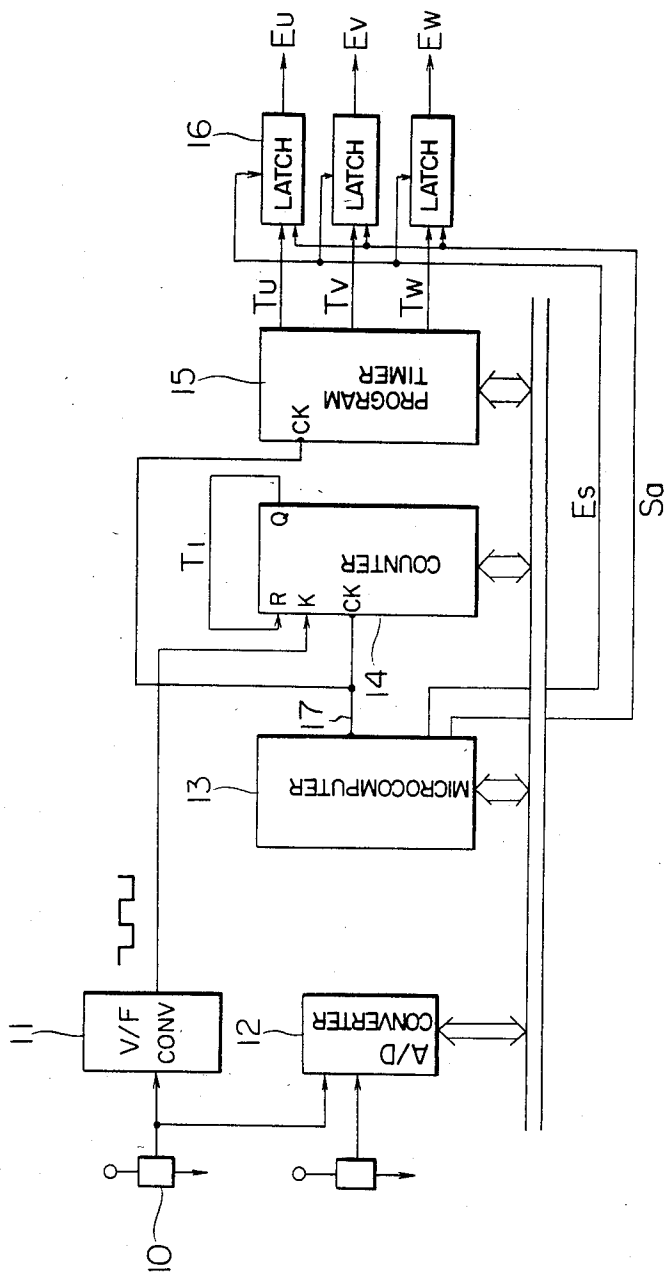 10
11
V/F
CONV
12
A/D
CONVERTER
13
MICROCOMPUTER
17
14
T1
R
K
CK
Q
COUNTER
15
CK
PROGRAM
TIMER
TU
TV
TW
16
LATCH
LATCH
LATCH
EU
EV
EW
Es
Sa